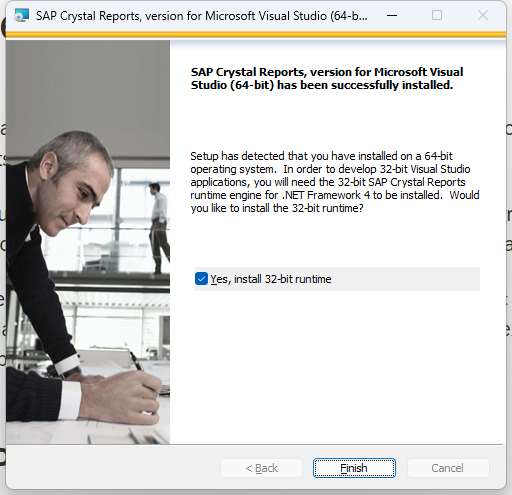 SAP Crystal Reports, version for Microsoft Visual Studio (64-b...
SAP Crystal Reports, version for Microsoft Visual
Studio (64-bit) has been successfully installed.
Setup has detected that you have installed on a 64-bit
operating system. In order to develop 32-bit Visual Studio
applications, you will need the 32-bit SAP Crystal Reports
runtime engine for .NET Framework 4 to be installed. Would
you like to install the 32-bit runtime?
Yes, install 32-bit runtime
< Back
Finish
Cancel